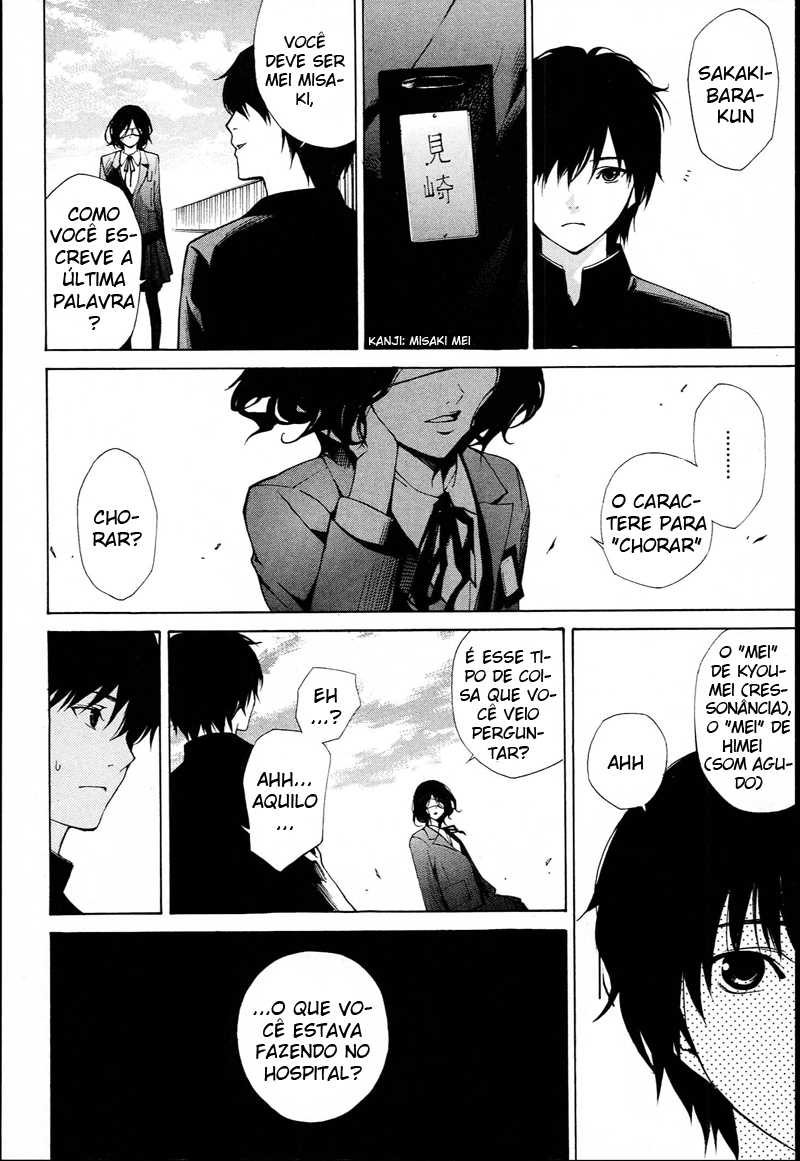 SAKAKI-
BARA-
KUN
見
崎
KANJI: MISAKI MEI
VOCÊ
DEVE SER
MEI MISA-
KI,
COMO
VOCÊ ES-
CREVE A
ÚLTIMA
PALAVRA
?
.........
O CARAC-
TERE PARA
"CHORAR"
CHO-
RAR?
O "MEI"
DE KYOU-
MEI (RES-
SONÂNCIA),
O "MEI" DE
HIMEI
(SOM AGU-
DO)
AHH
É ESSE TI-
PO DE COI-
SA QUE VO-
CÊ VEIO
PERGUN-
TAR?
EH
...?
AHH...
AQUILO
...
...O QUE VO-
CÊ ESTAVA
FAZENDO NO
HOSPITAL?